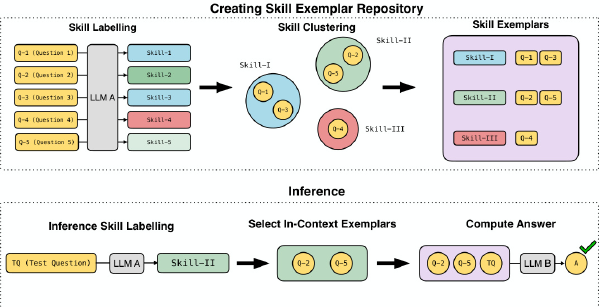 Creating Skill Exemplar Repository
Skill Labelling
Skill Clustering
Skill Exemplars
Q-1 (Question 1)
Q-2 (Question 2)
Q-3 (Question 3)
Q-4 (Question 4)
Q-5 (Question 5)
LLM A
Skill-1
Skill-2
Skill-3
Skill-4
Skill-5
Skill-I
Q-1
Q-3
Skill-II
Q-2
Q-5
Q-4
Skill-III
Skill-I Q-1 Q-3
Skill-II Q-2 Q-5
Skill-III Q-4
Inference
Inference Skill Labelling
Select In-Context Exemplars
Compute Answer
TQ (Test Question)
LLM A
Skill-II
Q-2
Q-5
Q-2
Q-5
TQ
LLM B
A